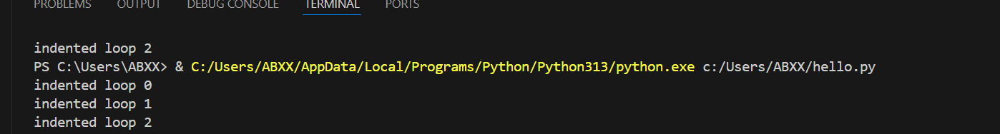 PROBLEMS OUTPUT DEBUG CONSOLE TERMINAL PORTS
indented loop 2
PS C:\Users\ABXX> & C:/Users/ABXX/AppData/Local/Programs/Python/Python313/python.exe c:/Users/ABXX/hello.py
indented loop 0
indented loop 1
indented loop 2